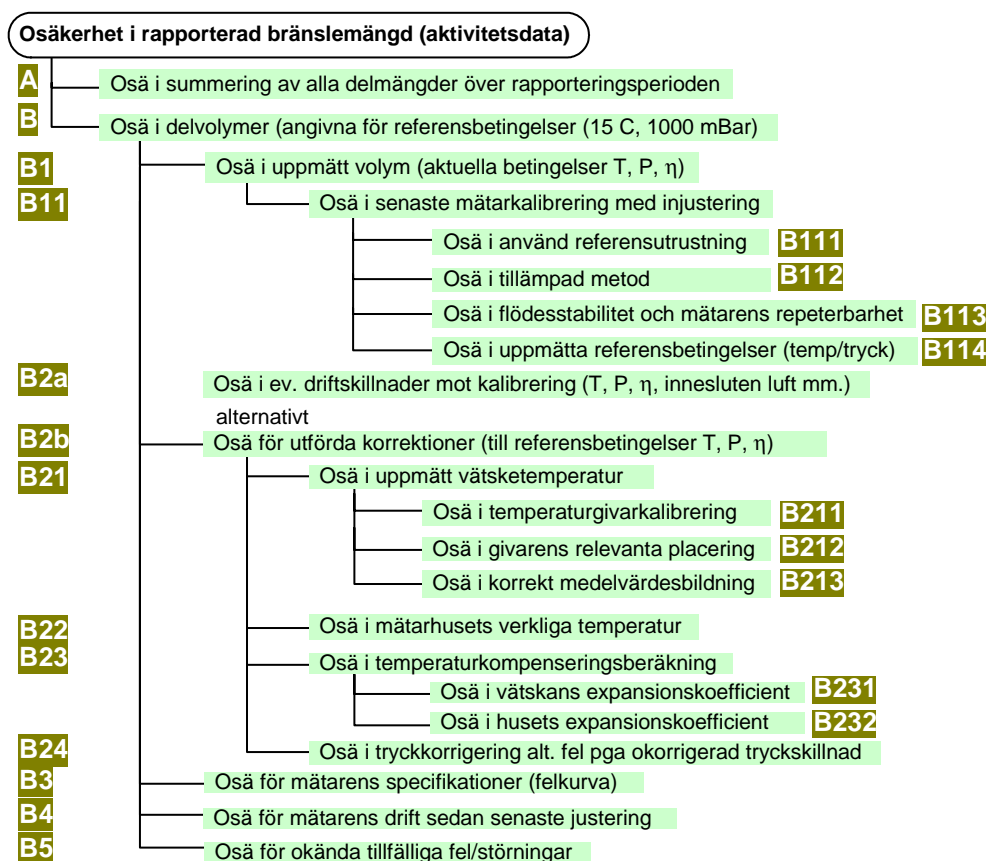 Osäkerhet i rapporterad bränslemängd (aktivitetsdata)
A Osä i summering av alla delmängder över rapporteringsperioden
B Osä i delvolymer (angivna för referensbetingelser (15 C, 1000 mBar)
B1 Osä i uppmätt volym (aktuella betingelser T, P, η)
B11 Osä i senaste mätarkalibrering med injustering
Osä i använd referensutrustning B111
Osä i tillämpad metod B112
Osä i flödesstabilitet och mätarens repeterbarhet B113
Osä i uppmätta referensbetingelser (temp/tryck) B114
B2a Osä i ev. driftskillnader mot kalibrering (T, P, η, innesluten luft mm.)
alternativt
B2b Osä för utförda korrektioner (till referensbetingelser T, P, η)
B21 Osä i uppmätt vätsketemperatur
Osä i temperaturgivarkalibrering B211
Osä i givarens relevanta placering B212
Osä i korrekt medelvärdesbildning B213
B22 Osä i mätarhusets verkliga temperatur
B23 Osä i temperaturkompenseringsberäkning
Osä i vätskans expansionskoefficient B231
Osä i husets expansionskoefficient B232
B24 Osä i tryckkorrigering alt. fel pga okorrigerad tryckskillnad
B3 Osä för mätarens specifikationer (felkurva)
B4 Osä för mätarens drift sedan senaste justering
B5 Osä för okända tillfälliga fel/störningar